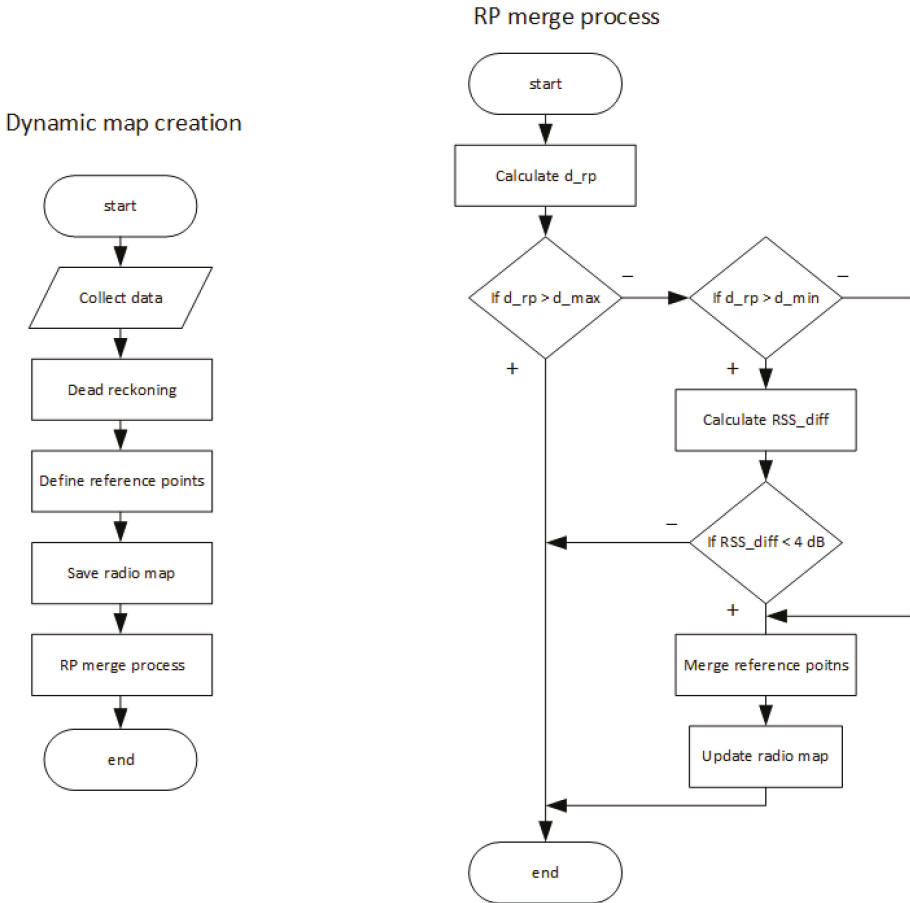 Dynamic map creation
start
Collect data
Dead reckoning
Define reference points
Save radio map
RP merge process
end
RP merge process
start
Calculate d_rp
If d_rp > d_max
–
+
If d_rp > d_min
–
+
Calculate RSS_diff
If RSS_diff < 4 dB
–
+
Merge reference poitns
Update radio map
end